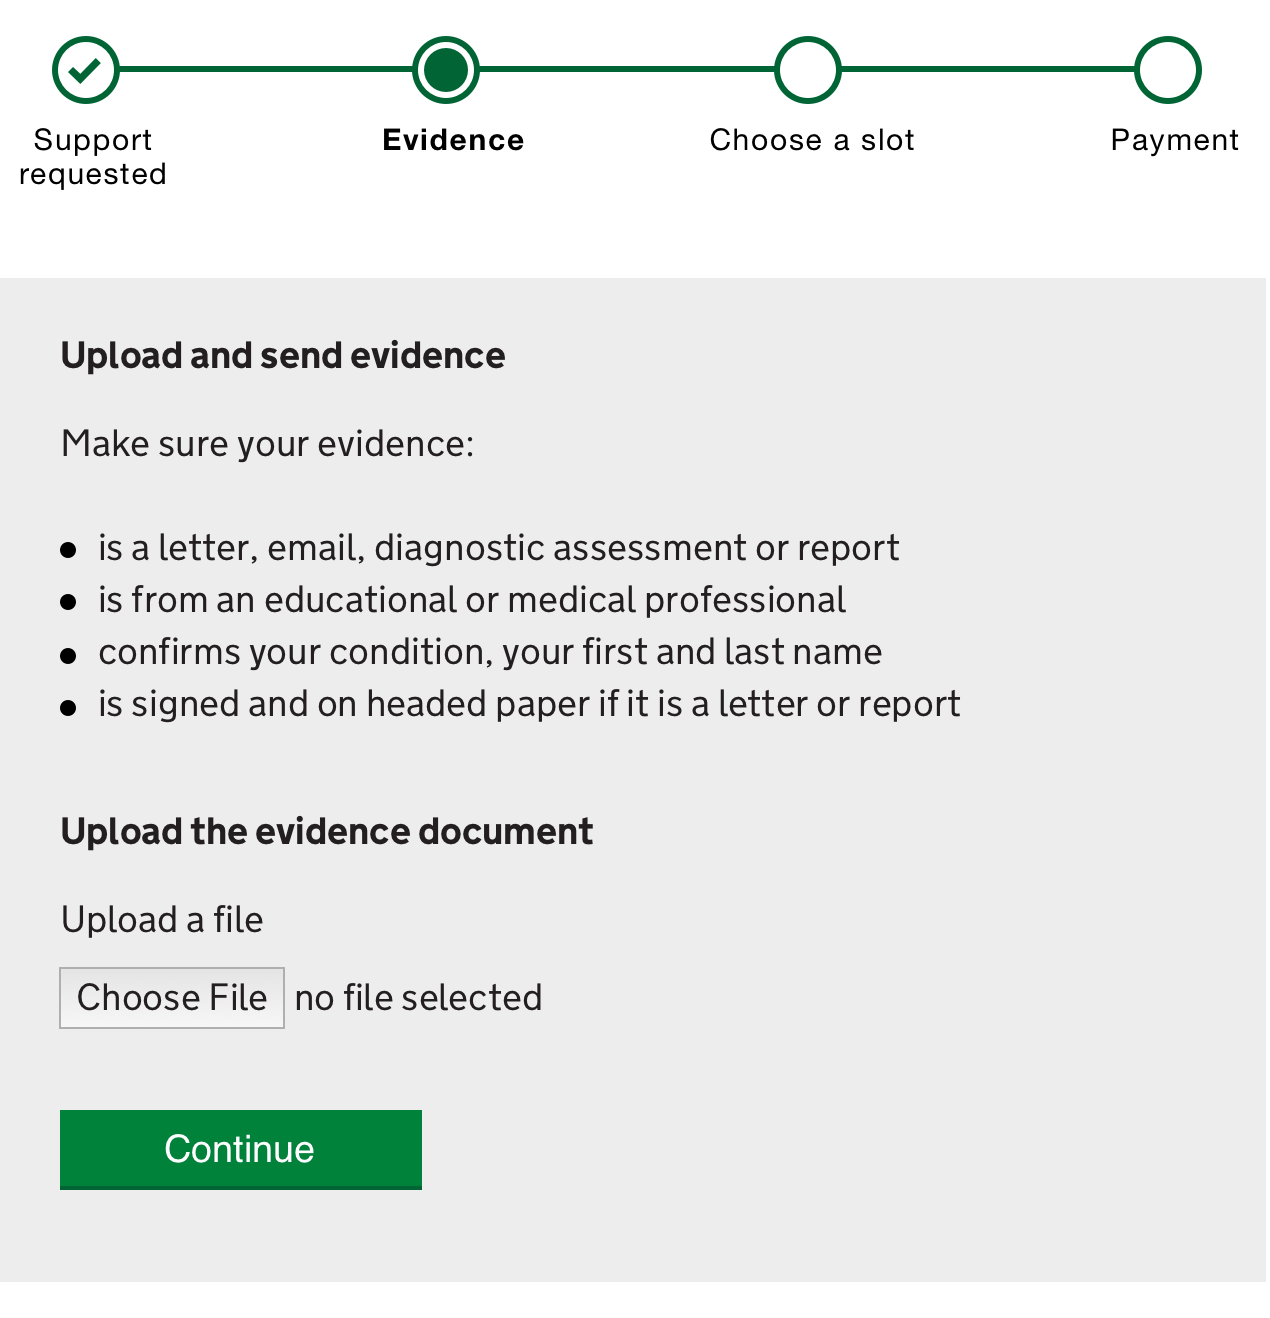 Support
requested
Evidence
Choose a slot
Payment
Upload and send evidence
Make sure your evidence:
is a letter, email, diagnostic assessment or report
is from an educational or medical professional
confirms your condition, your first and last name
is signed and on headed paper if it is a letter or report
Upload the evidence document
Upload a file
Choose File no file selected
Continue